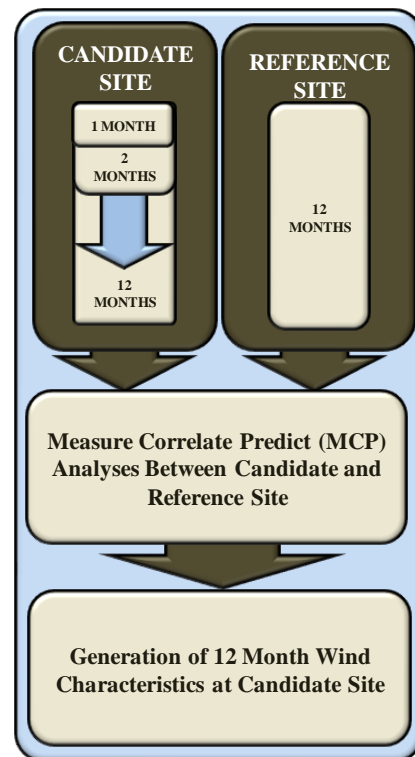 CANDIDATE
SITE
1 MONTH
2
MONTHS
12
MONTHS
REFERENCE
SITE
12
MONTHS
Measure Correlate Predict (MCP)
Analyses Between Candidate and
Reference Site
Generation of 12 Month Wind
Characteristics at Candidate Site